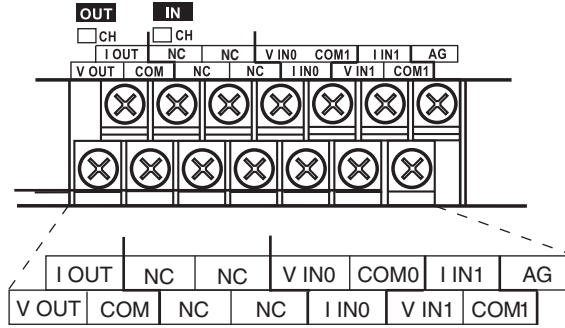 OUT IN
CH CH
I OUT NC NC V IN0 COM1 I IN1 AG
V OUT COM NC NC I IN0 V IN1 COM1
I OUT NC NC V IN0 COM0 I IN1 AG
V OUT COM NC NC I IN0 V IN1 COM1